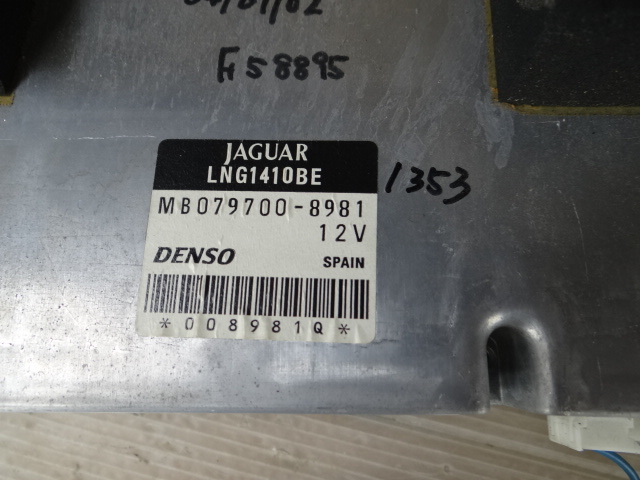 F58895
JAGUAR
LNG1410BE
1353
MB079700-8981
12V
DENSO SPAIN
*008981Q*